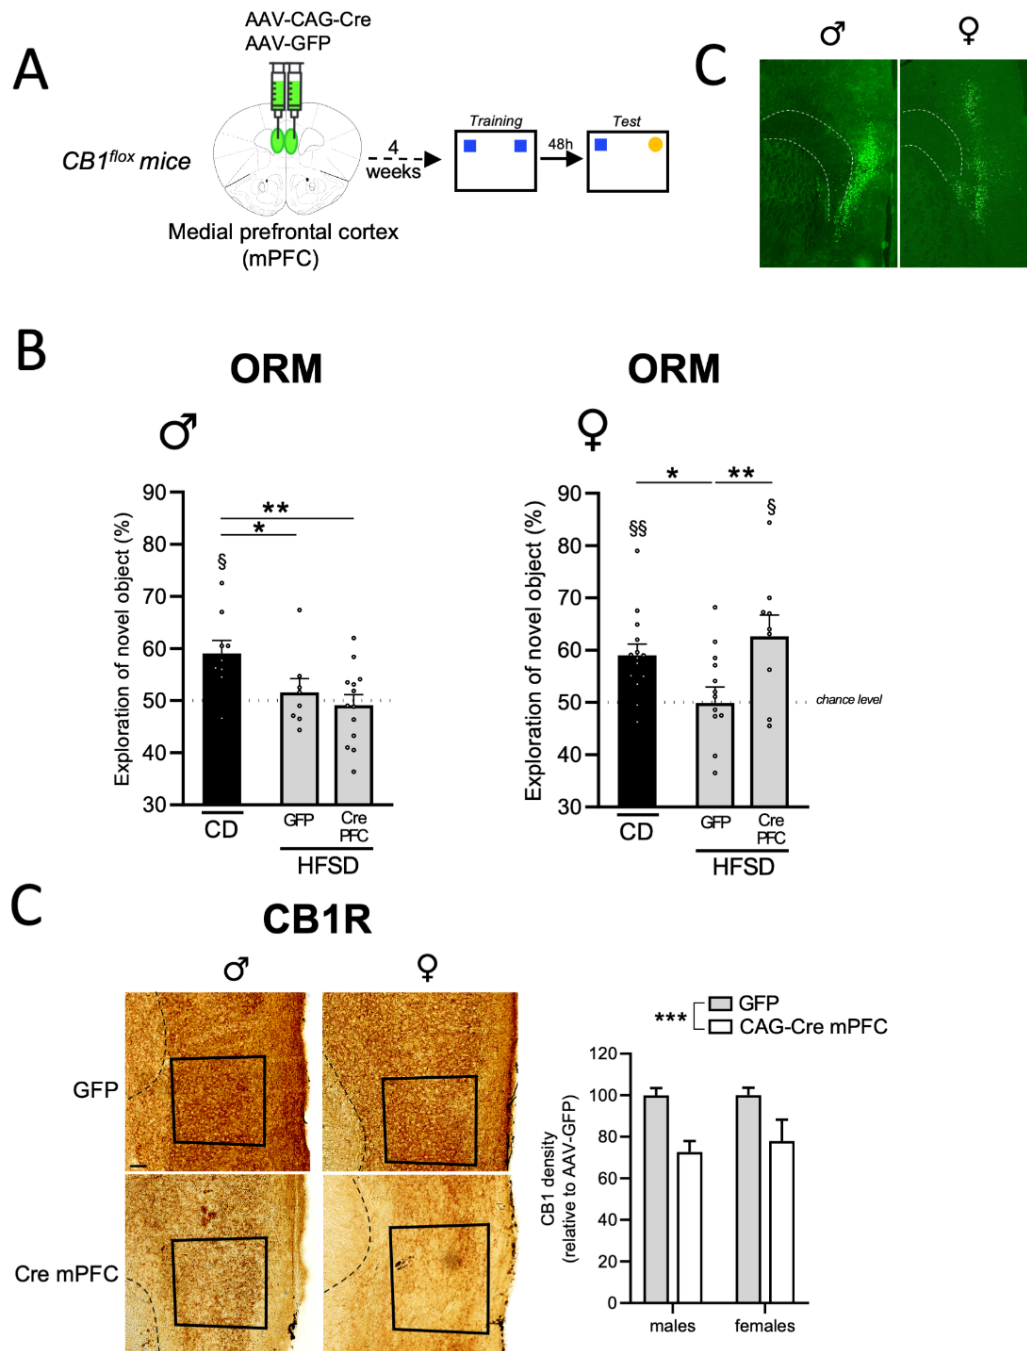 AAV-CAG-Cre
AAV-GFP
A
CB1flox mice
4
weeks
Training
48h
Test
Medial prefrontal cortex
(mPFC)
C
♂
♀
B
ORM
♂
Exploration of novel object (%)
90
80
70
60
50
40
30
**
*
§
CD
GFP
Cre
PFC
HFSD
ORM
♀
Exploration of novel object (%)
90
80
70
60
50
40
30
*
**
§§
§
chance level
CD
GFP
Cre
PFC
HFSD
C
CB1R
♂
♀
GFP
Cre mPFC
***
GFP
CAG-Cre mPFC
CB1 density
(relative to AAV-GFP)
120
100
80
60
40
20
0
males
females